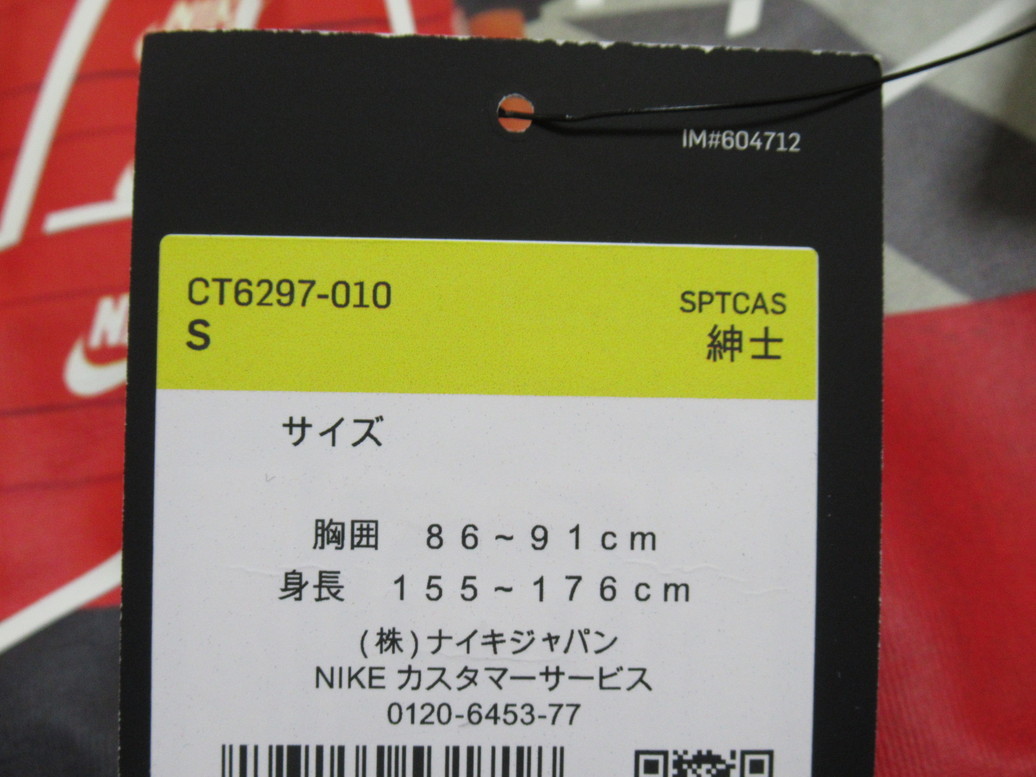 NIKE
IM#604712
CT6297-010
SPTCAS
S
紳士
サイズ
胸囲 86~91cm
身長 155~176cm
(株)ナイキジャパン
NIKE カスタマーサービス
0120-6453-77